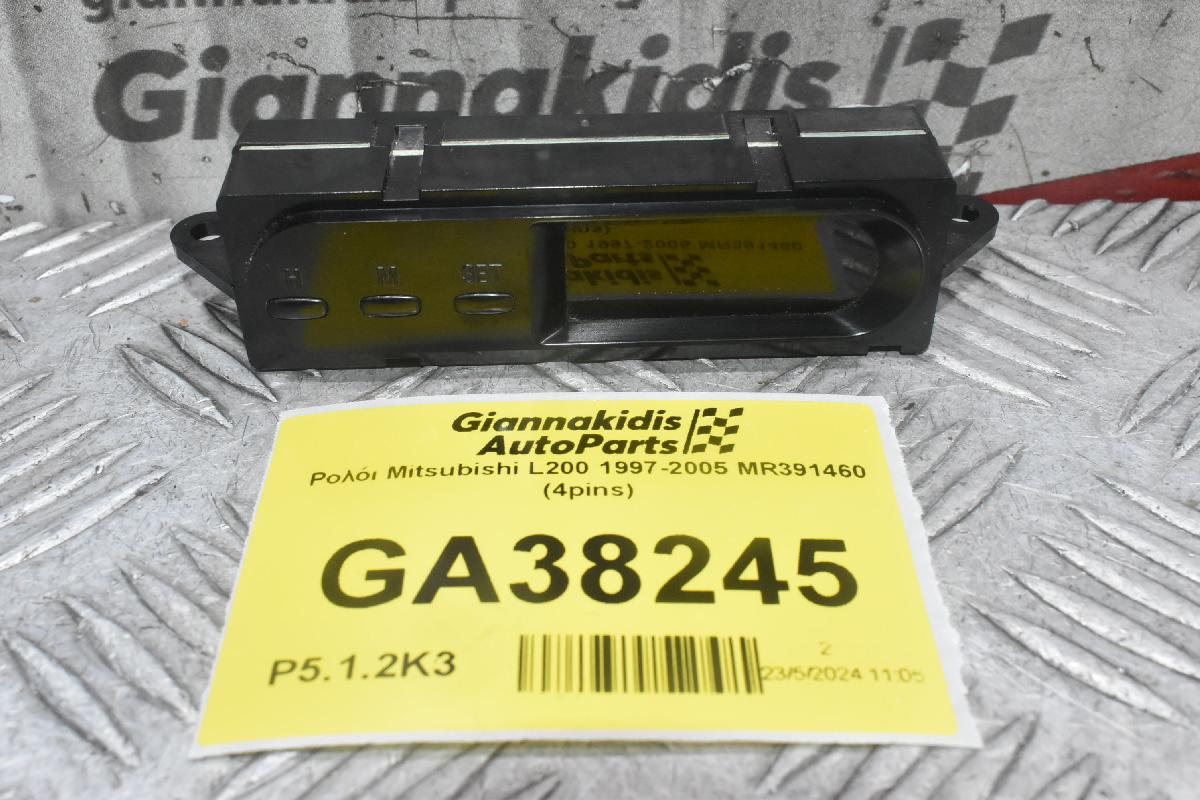 Giannakidis
H M SET
Giannakidis
AutoParts
Ρολόι Mitsubishi L200 1997-2005 MR391460
(4pins)
GA38245
P5.1.2K3
2
23/5/2024 11:05